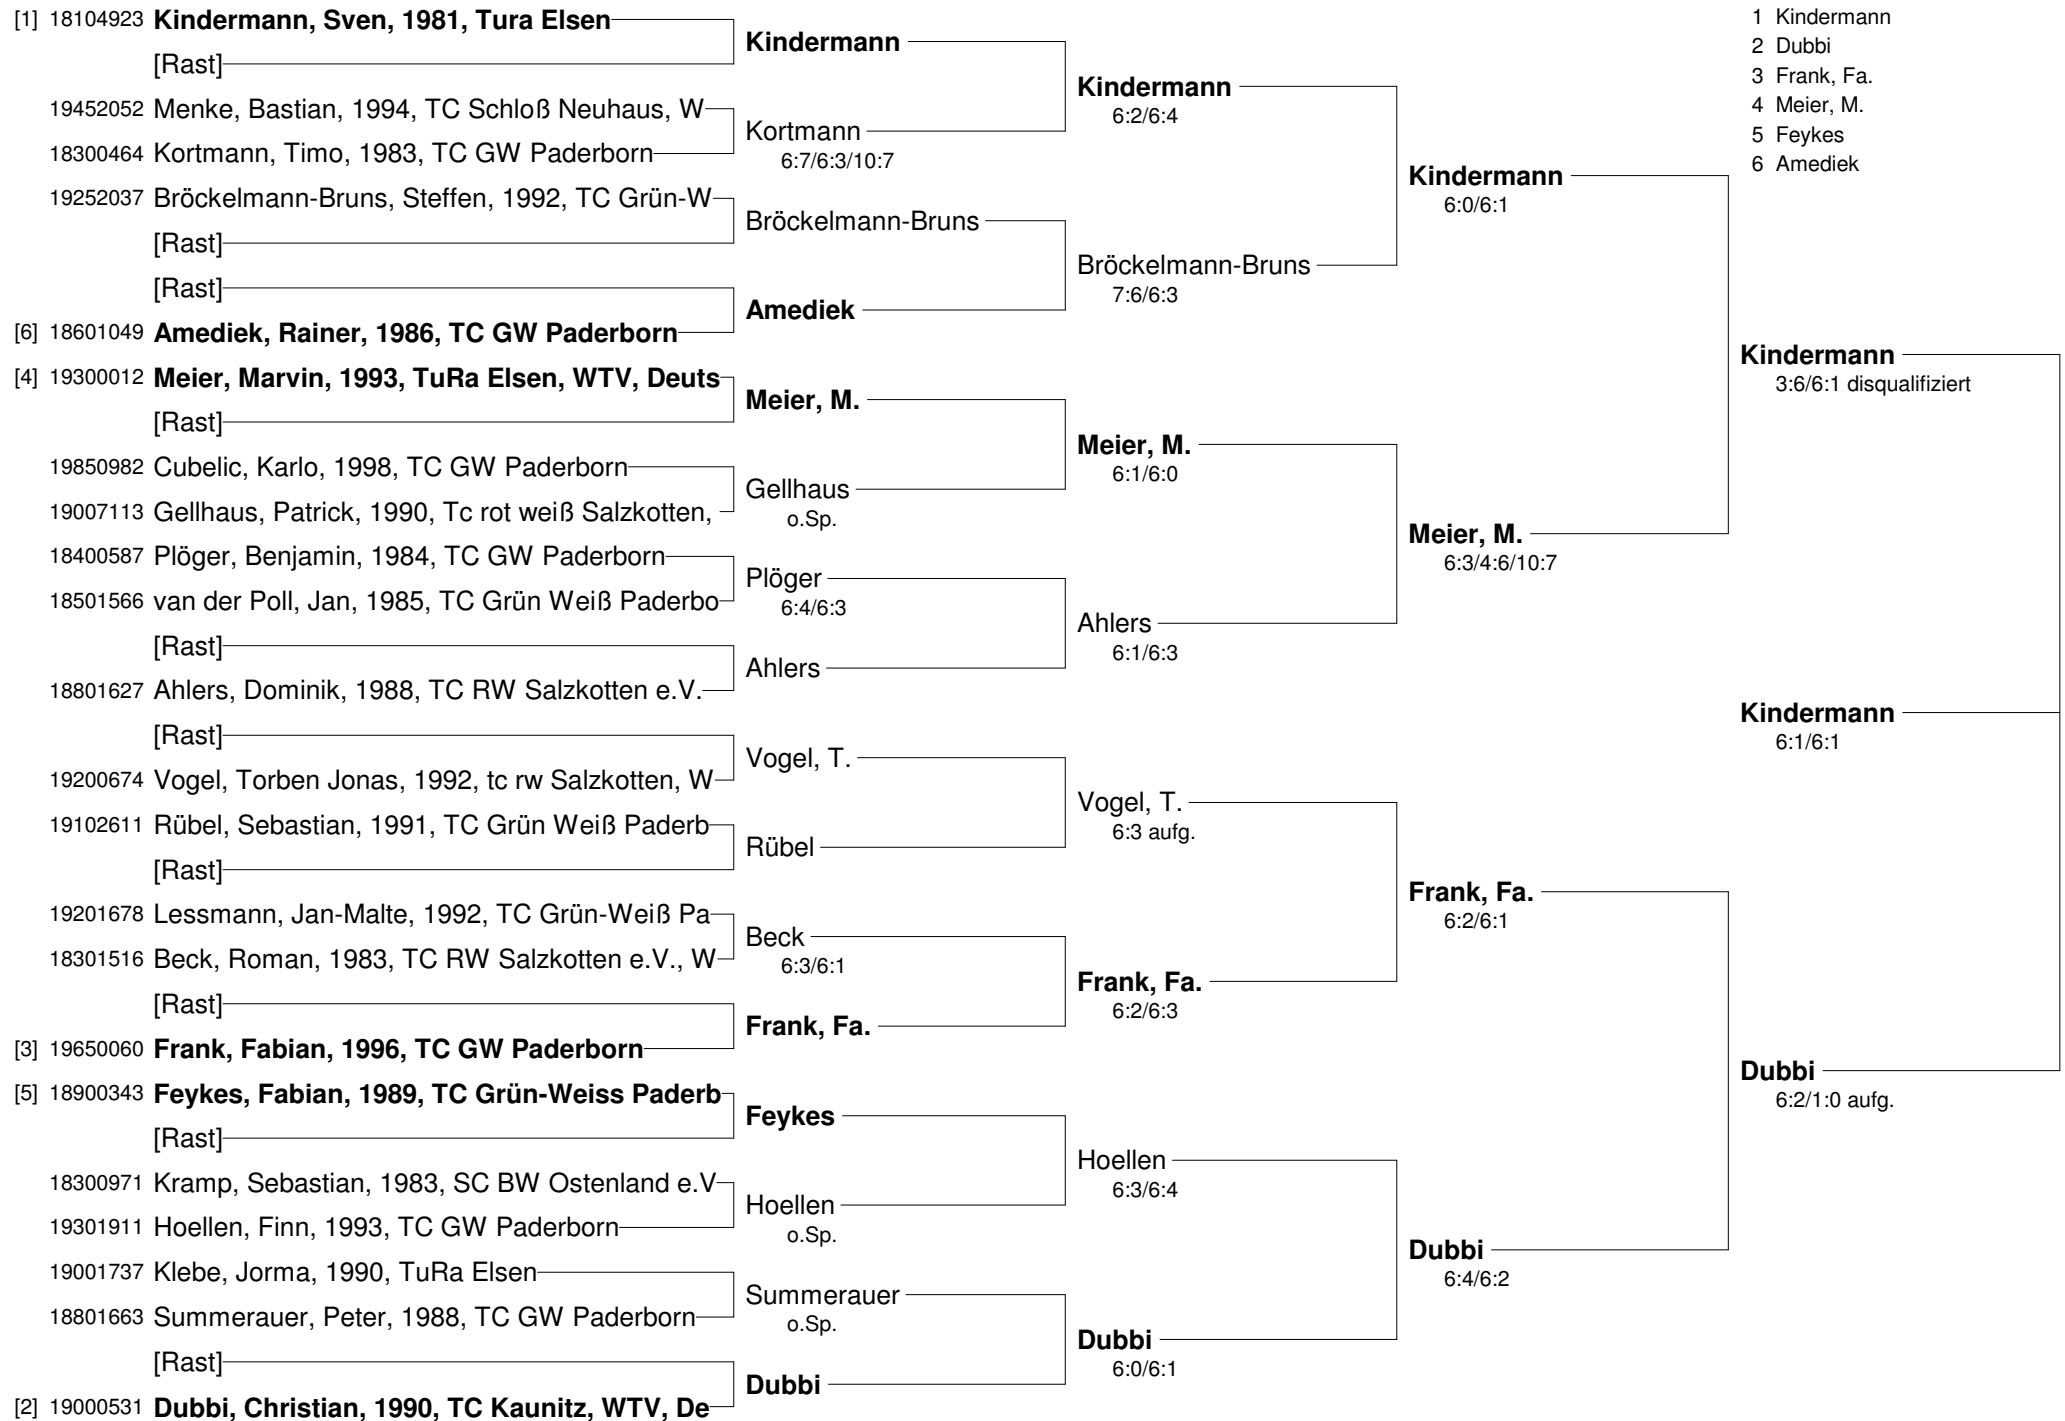 [1] 18104923 Kindermann, Sven, 1981, Tura Elsen
[Rast]
19452052 Menke, Bastian, 1994, TC Schloß Neuhaus, W
18300464 Kortmann, Timo, 1983, TC GW Paderborn
19252037 Bröckelmann-Bruns, Steffen, 1992, TC Grün-W
[Rast]
[Rast]
[6] 18601049 Amediek, Rainer, 1986, TC GW Paderborn
[4] 19300012 Meier, Marvin, 1993, TuRa Elsen, WTV, Deuts
[Rast]
19850982 Cubelic, Karlo, 1998, TC GW Paderborn
19007113 Gellhaus, Patrick, 1990, Tc rot weiß Salzkotten,
18400587 Plöger, Benjamin, 1984, TC GW Paderborn
18501566 van der Poll, Jan, 1985, TC Grün Weiß Paderbo
[Rast]
18801627 Ahlers, Dominik, 1988, TC RW Salzkotten e.V.
[Rast]
19200674 Vogel, Torben Jonas, 1992, tc rw Salzkotten, W
19102611 Rübel, Sebastian, 1991, TC Grün Weiß Paderb
[Rast]
19201678 Lessmann, Jan-Malte, 1992, TC Grün-Weiß Pa
18301516 Beck, Roman, 1983, TC RW Salzkotten e.V., W
[Rast]
[3] 19650060 Frank, Fabian, 1996, TC GW Paderborn
[5] 18900343 Feykes, Fabian, 1989, TC Grün-Weiss Paderb
[Rast]
18300971 Kramp, Sebastian, 1983, SC BW Ostenland e.V
19301911 Hoellen, Finn, 1993, TC GW Paderborn
19001737 Klebe, Jorma, 1990, TuRa Elsen
18801663 Summerauer, Peter, 1988, TC GW Paderborn
[Rast]
[2] 19000531 Dubbi, Christian, 1990, TC Kaunitz, WTV, De
Kindermann
Kortmann
6:7/6:3/10:7
Bröckelmann-Bruns
Amediek
Meier, M.
Gellhaus
o.Sp.
Plöger
6:4/6:3
Ahlers
Vogel, T.
Rübel
Beck
6:3/6:1
Frank, Fa.
Feykes
Hoellen
o.Sp.
Summerauer
o.Sp.
Dubbi
Kindermann
6:2/6:4
Bröckelmann-Bruns
7:6/6:3
Meier, M.
6:1/6:0
Ahlers
6:1/6:3
Vogel, T.
6:3 aufg.
Frank, Fa.
6:2/6:3
Hoellen
6:3/6:4
Dubbi
6:0/6:1
Kindermann
6:0/6:1
Meier, M.
6:3/4:6/10:7
Frank, Fa.
6:2/6:1
Dubbi
6:4/6:2
Kindermann
3:6/6:1 disqualifiziert
Kindermann
6:1/6:1
Dubbi
6:2/1:0 aufg.
1 Kindermann
2 Dubbi
3 Frank, Fa.
4 Meier, M.
5 Feykes
6 Amediek